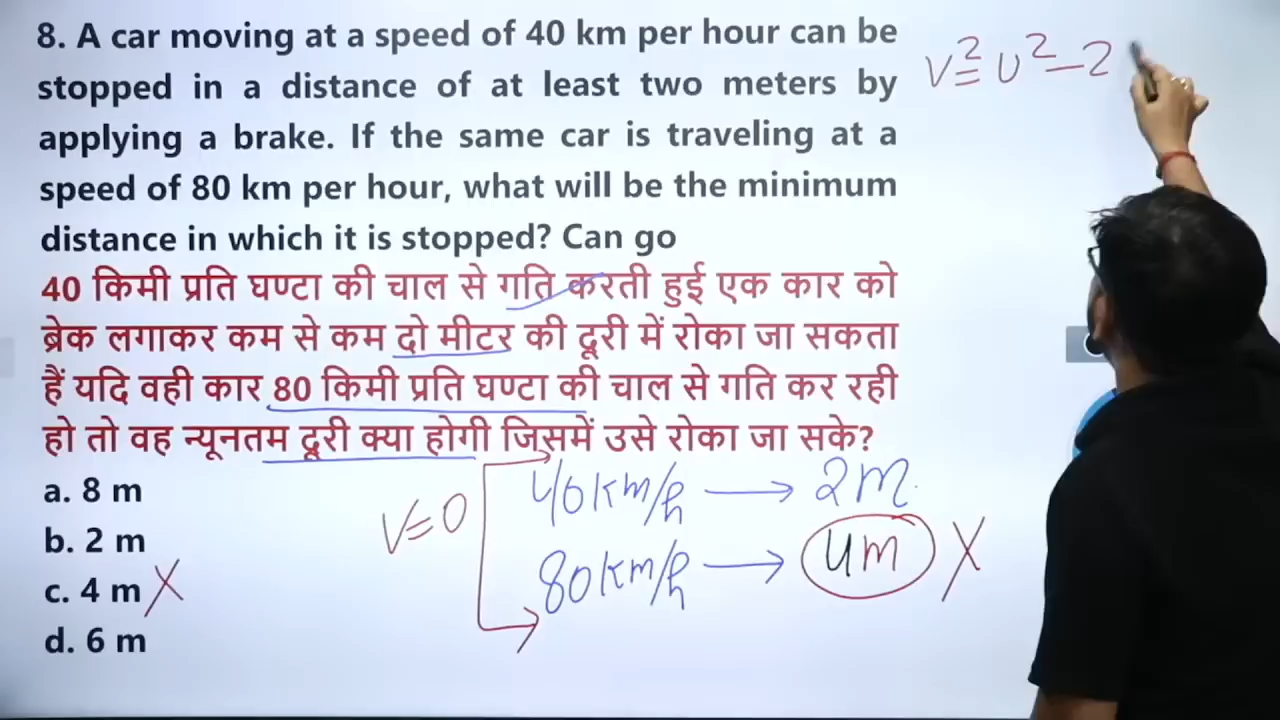 8. A car moving at a speed of 40 km per hour can be
stopped in a distance of at least two meters by
applying a brake. If the same car is traveling at a
speed of 80 km per hour, what will be the minimum
distance in which it is stopped? Can go
40 किमी प्रति घण्टा की चाल से गति करती हुई एक कार को
ब्रेक लगाकर कम से कम दो मीटर की दूरी में रोका जा सकता
हैं यदि वही कार 80 किमी प्रति घण्टा की चाल से गति कर रही
हो तो वह न्यूनतम दूरी क्या होगी जिसमें उसे रोका जा सके?
a. 8 m
b. 2 m
c. 4 m X
d. 6 m
V=0
40km/h → 2m.
80km/h → 4m X
V²=U²-2